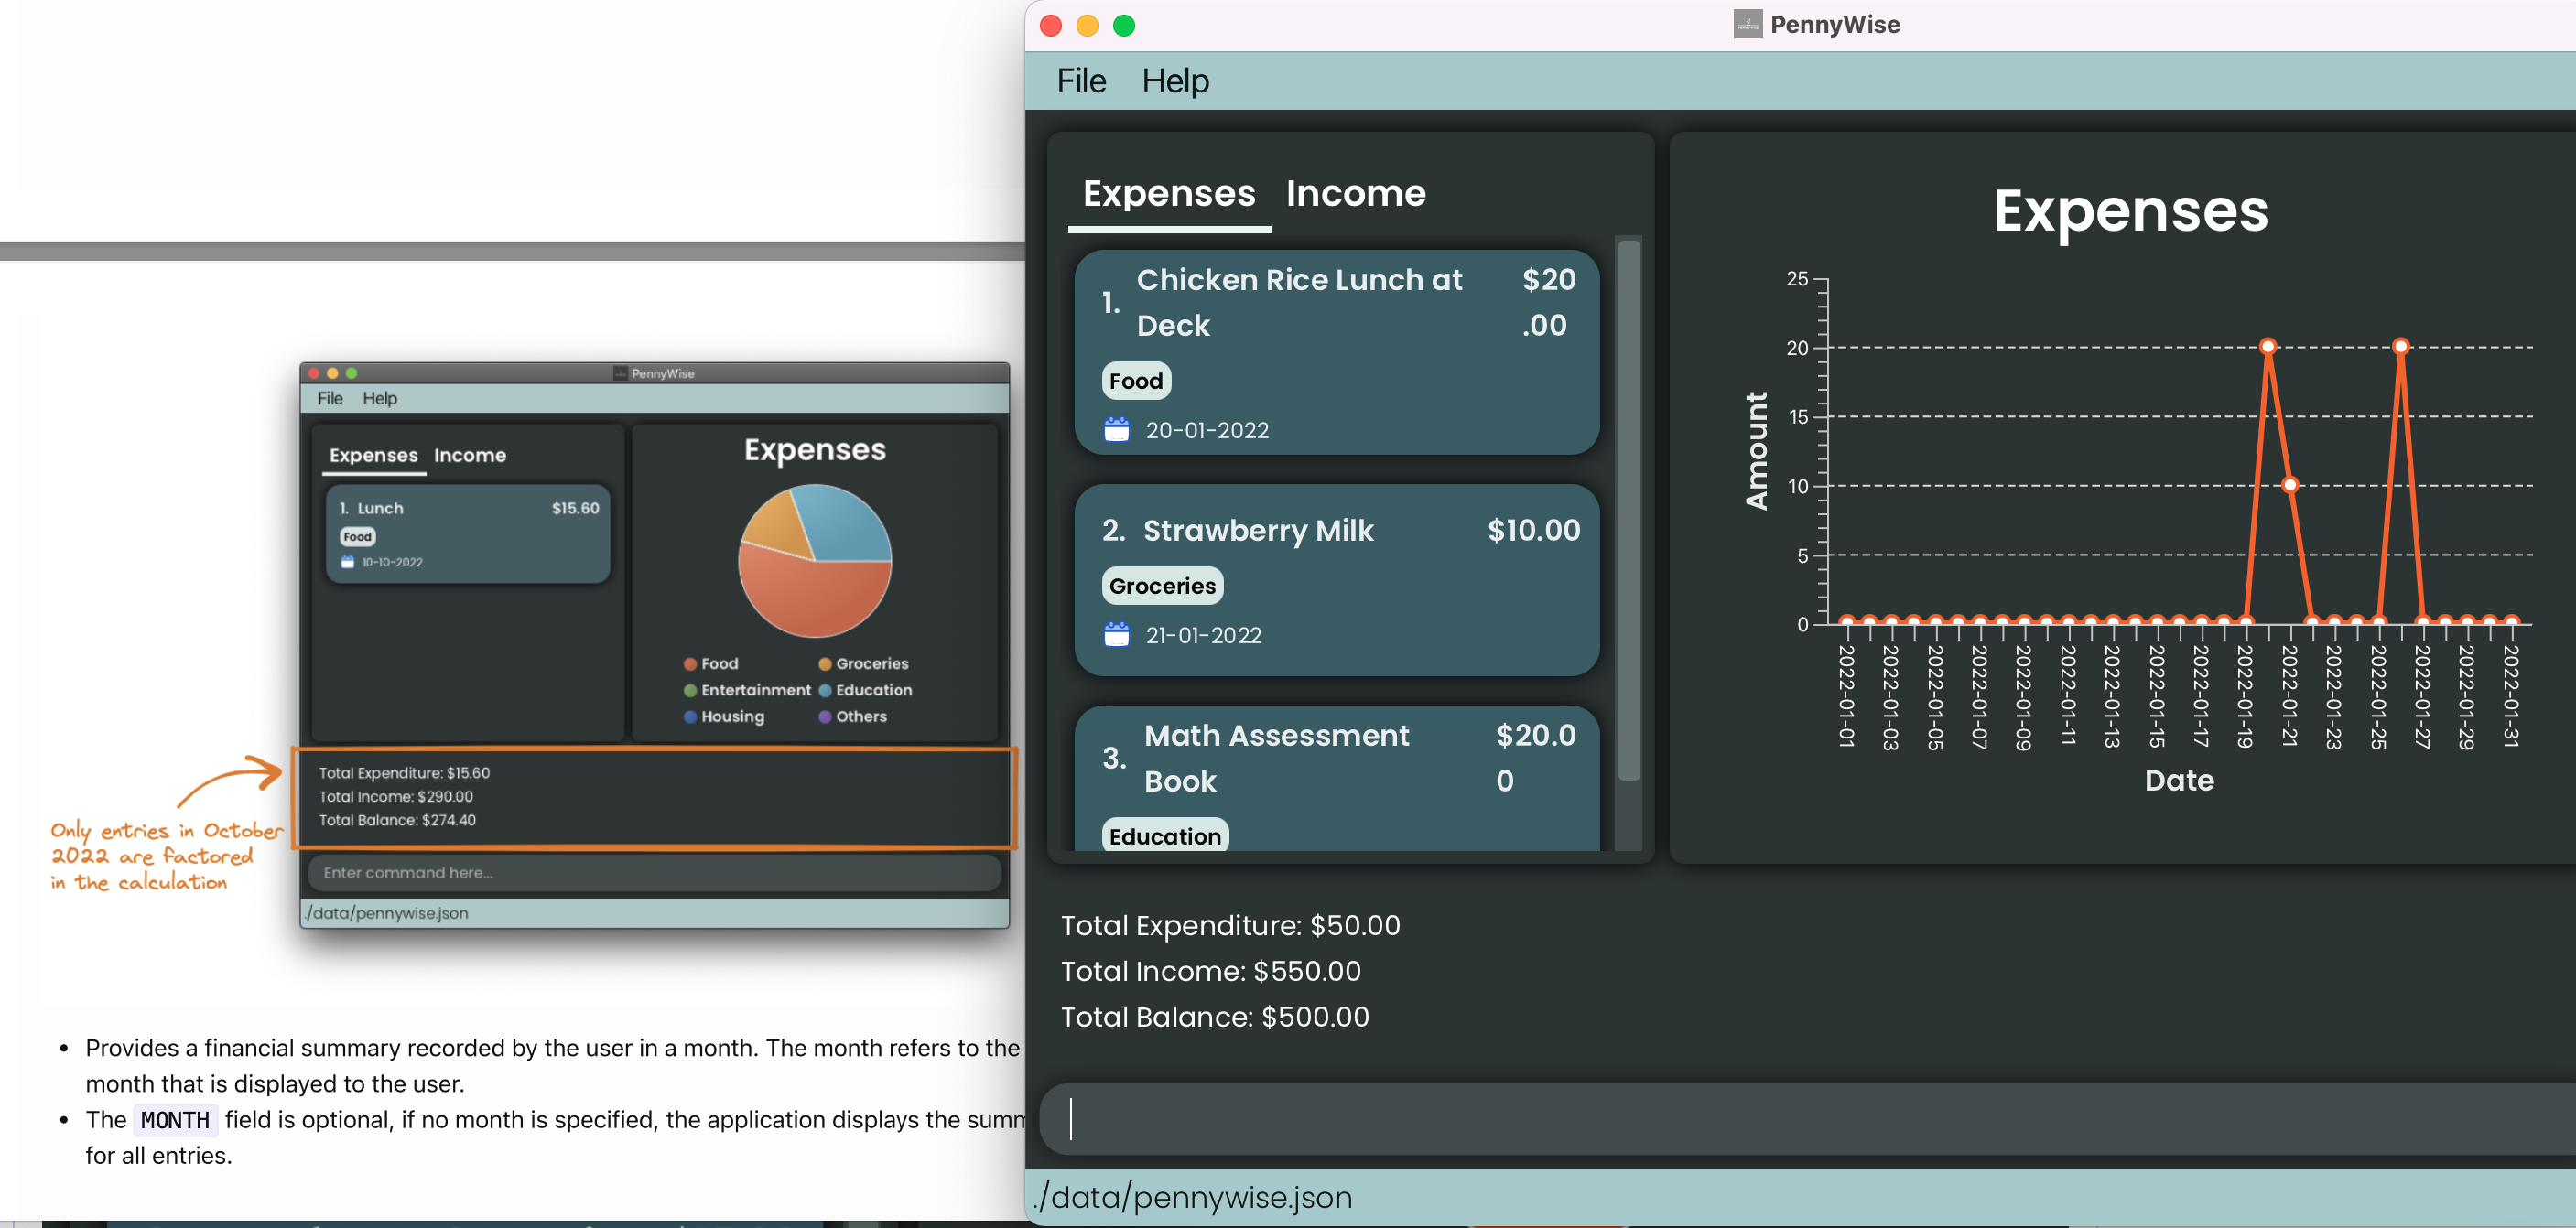 PennyWise
File Help
Expenses Income
1. Lunch $15.60
Food
10-10-2022
Expenses
Food Groceries
Entertainment Education
Housing Others
Total Expenditure: $15.60
Total Income: $290.00
Total Balance: $274.40
Only entries in October
2022 are factored
in the calculation
Enter command here...
./data/pennywise.json
• Provides a financial summary recorded by the user in a month. The month refers to the
month that is displayed to the user.
• The MONTH field is optional, if no month is specified, the application displays the
for all entries.
PennyWise
File Help
Expenses Income
1. Chicken Rice Lunch at $20
Deck .00
Food
20-01-2022
2. Strawberry Milk $10.00
Groceries
21-01-2022
3. Math Assessment $20.0
Book 0
Education
Expenses
Amount
25
20
15
10
5
0
2022-01-01
2022-01-03
2022-01-05
2022-01-07
2022-01-09
2022-01-11
2022-01-13
2022-01-15
2022-01-17
2022-01-19
2022-01-21
2022-01-23
2022-01-25
2022-01-27
2022-01-29
2022-01-31
Date
Total Expenditure: $50.00
Total Income: $550.00
Total Balance: $500.00
./data/pennywise.json